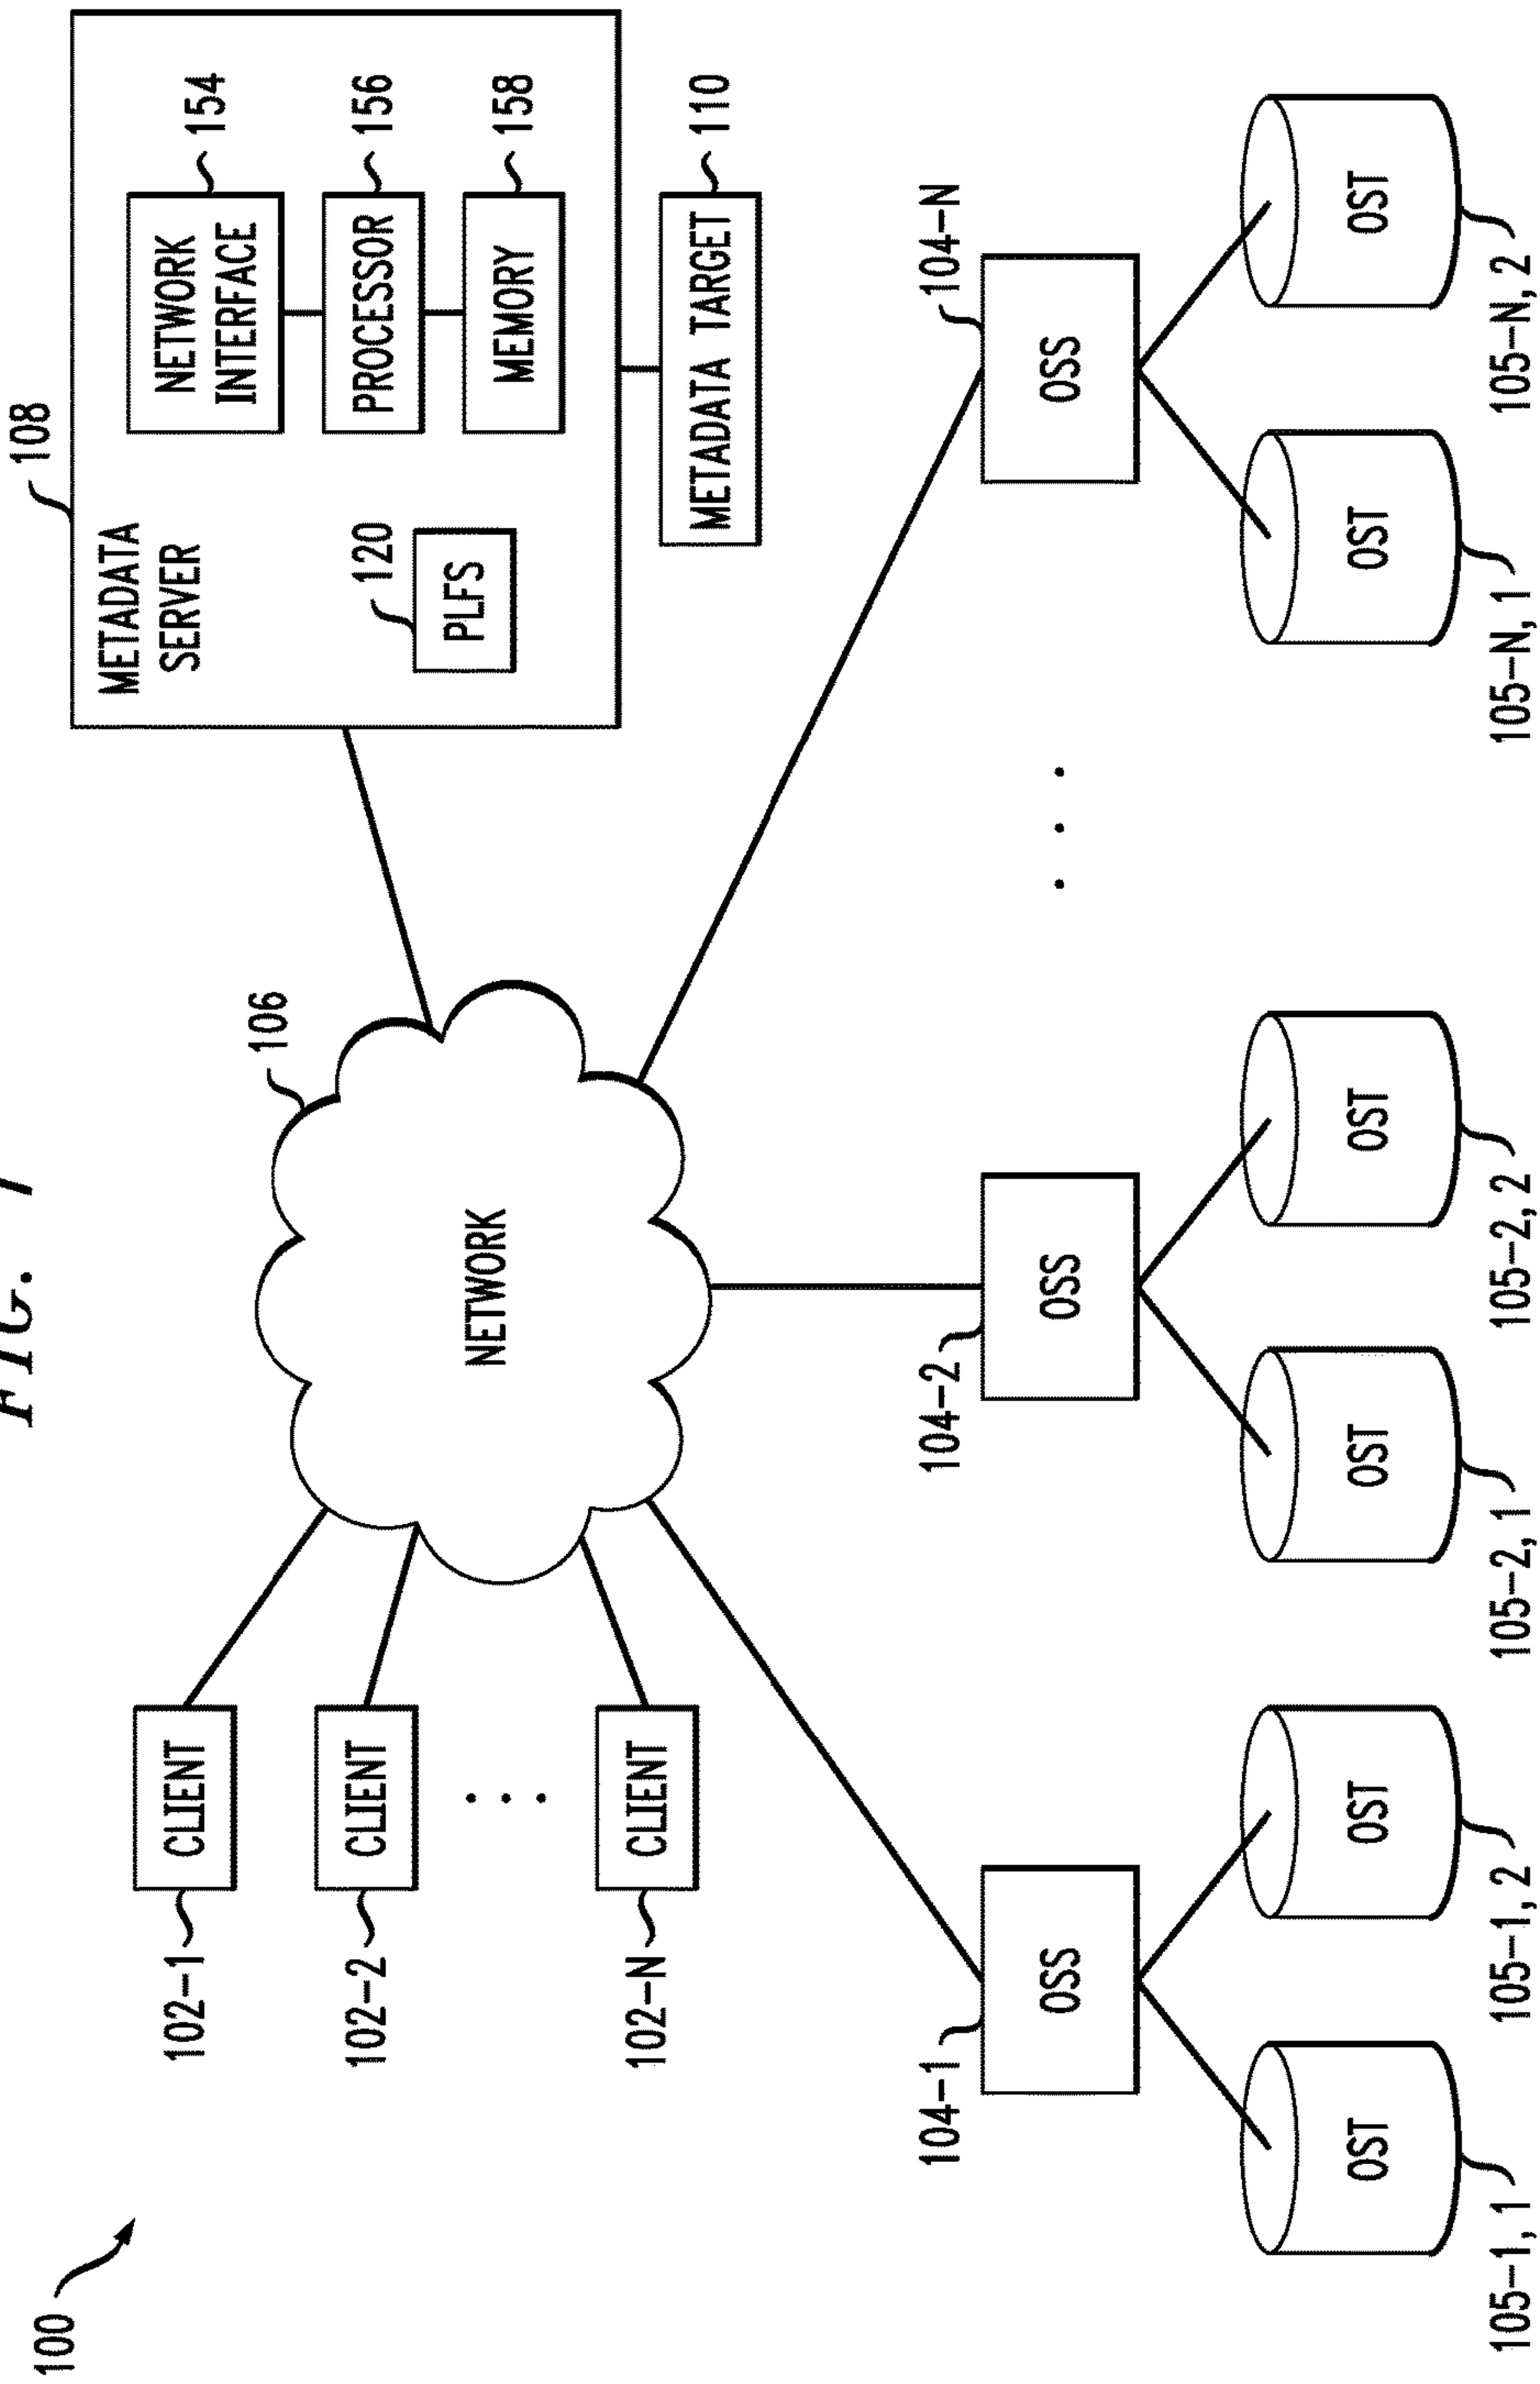 FIG. 1
100
108
METADATA
SERVER
NETWORK
INTERFACE
154
120
PLFS
PROCESSOR
156
MEMORY
158
METADATA TARGET
110
102-1
CLIENT
102-2
CLIENT
102-N
CLIENT
106
NETWORK
104-1
OSS
104-2
OSS
104-N
OSS
OST
OST
OST
OST
OST
OST
105-1, 1
105-1, 2
105-2, 1
105-2, 2
105-N, 1
105-N, 2